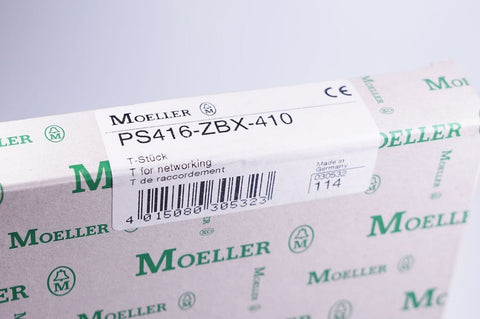 MOELLER
CE
PS416-ZBX-410
T-Stück
T for networking
T de raccordement
Made in
Germany
030532
114
4 015080 305323
MOELLER
MOELLER
MOELLER
MOELLER
MOELLER
MOELLER